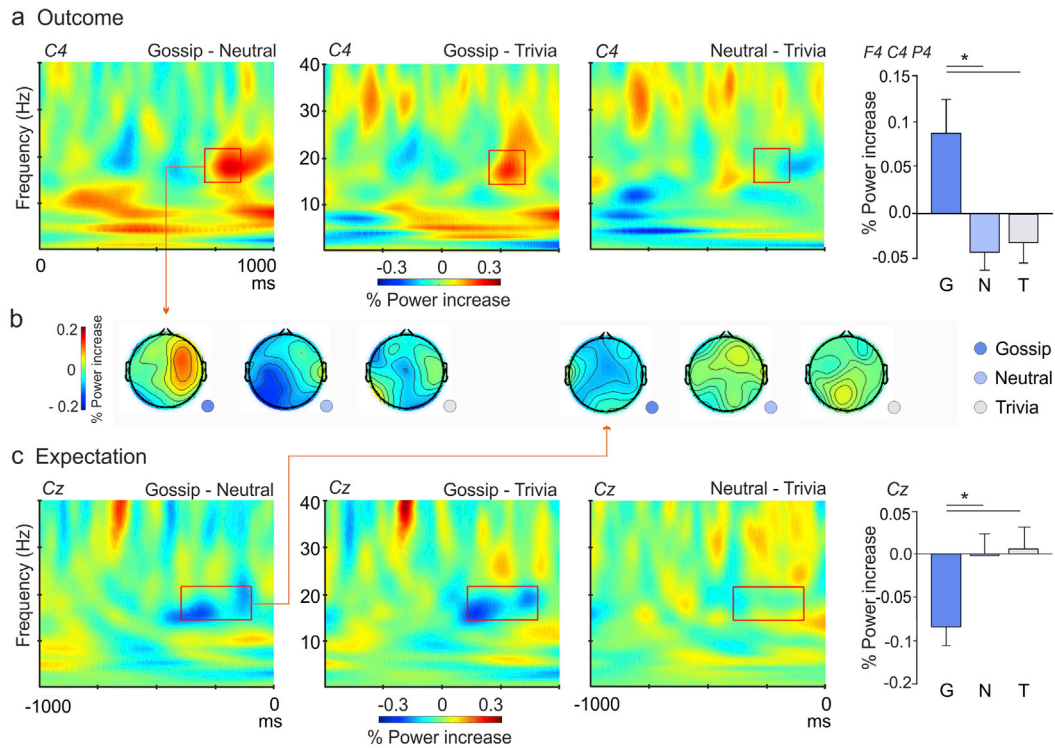 a Outcome
C4 Gossip - Neutral
C4 Gossip - Trivia
C4 Neutral - Trivia
F4 C4 P4
Frequency (Hz)
40
30
20
10
0
1000
ms
-0.3 0 0.3
% Power increase
% Power increase
0.15
*
0.10
0.05
0.0
-0.05
G N T
b
% Power increase
0.2
0
- 0.2
Gossip
Neutral
Trivia
c Expectation
Cz Gossip - Neutral
Cz Gossip - Trivia
Cz Neutral - Trivia
Cz
Frequency (Hz)
40
30
20
10
-1000
0
ms
-0.3 0 0.3
% Power increase
-1000
0
ms
% Power increase
0.05
*
0.0
-0.05
-0.1
-0.2
G N T